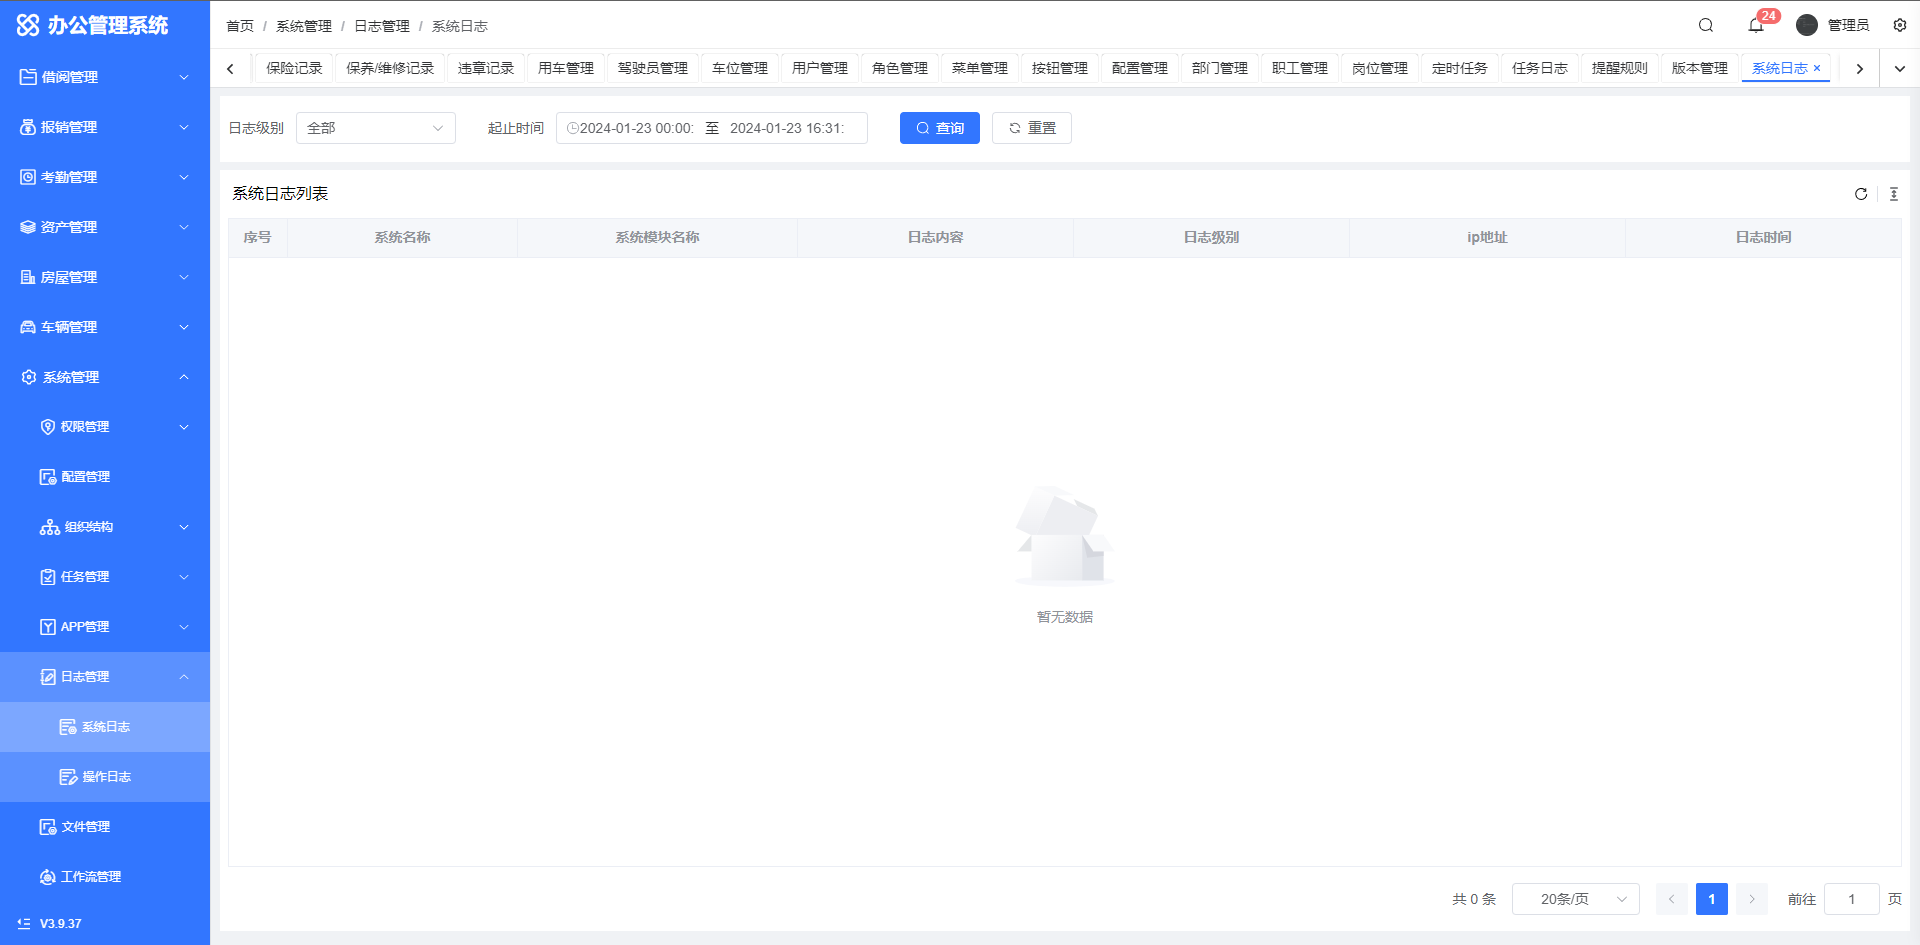 办公管理系统
首页 / 系统管理 / 日志管理 / 系统日志
24
管理员
保险记录 保养/维修记录 违章记录 用车管理 驾驶员管理 车位管理 用户管理 角色管理 菜单管理 按钮管理 配置管理 部门管理 职工管理 岗位管理 定时任务 任务日志 提醒规则 版本管理 系统日志 ×
借阅管理
报销管理
考勤管理
资产管理
房屋管理
车辆管理
系统管理
权限管理
配置管理
组织结构
任务管理
APP管理
日志管理
系统日志
操作日志
文件管理
工作流管理
V3.9.37
日志级别 全部 起止时间 2024-01-23 00:00: 至 2024-01-23 16:31: 查询 重置
系统日志列表
序号 系统名称 系统模块名称 日志内容 日志级别 ip地址 日志时间
暂无数据
共 0 条 20条/页 1 前往 1 页